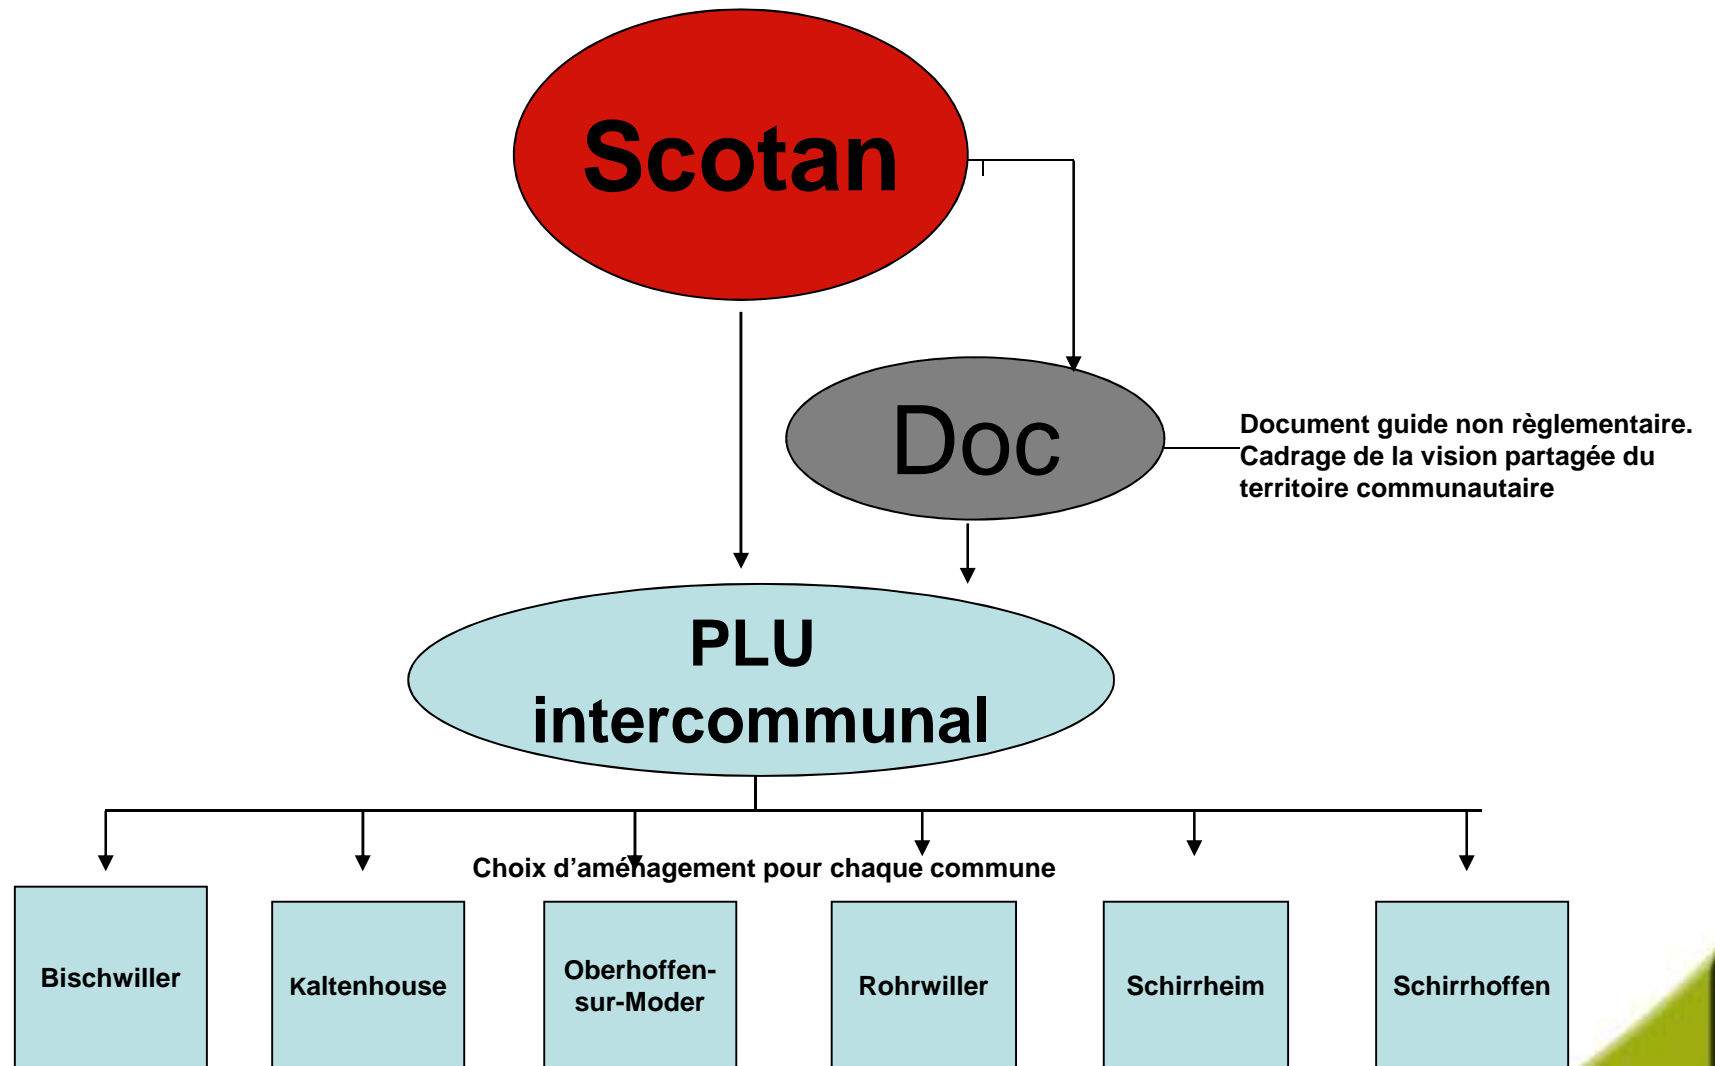 Scotan
Doc
Document guide non règlementaire.
Cadrage de la vision partagée du
territoire communautaire
PLU
intercommunal
Choix d’aménagement pour chaque commune
Bischwiller
Kaltenhouse
Oberhoffen-
sur-Moder
Rohrwiller
Schirrheim
Schirrhoffen